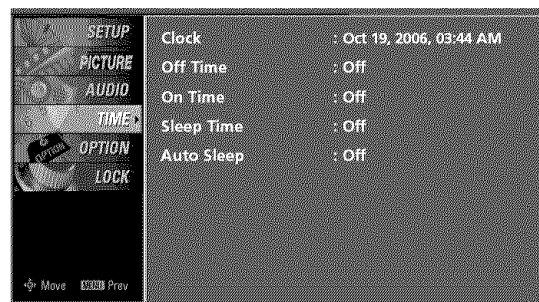 SETUP
PICTURE
AUDIO
TIME
OPTION
LOCK
Clock : Oct 19, 2006, 03:44 AM
Off Time : Off
On Time : Off
Sleep Time : Off
Auto Sleep : Off
OPTION
Move MENU Prev